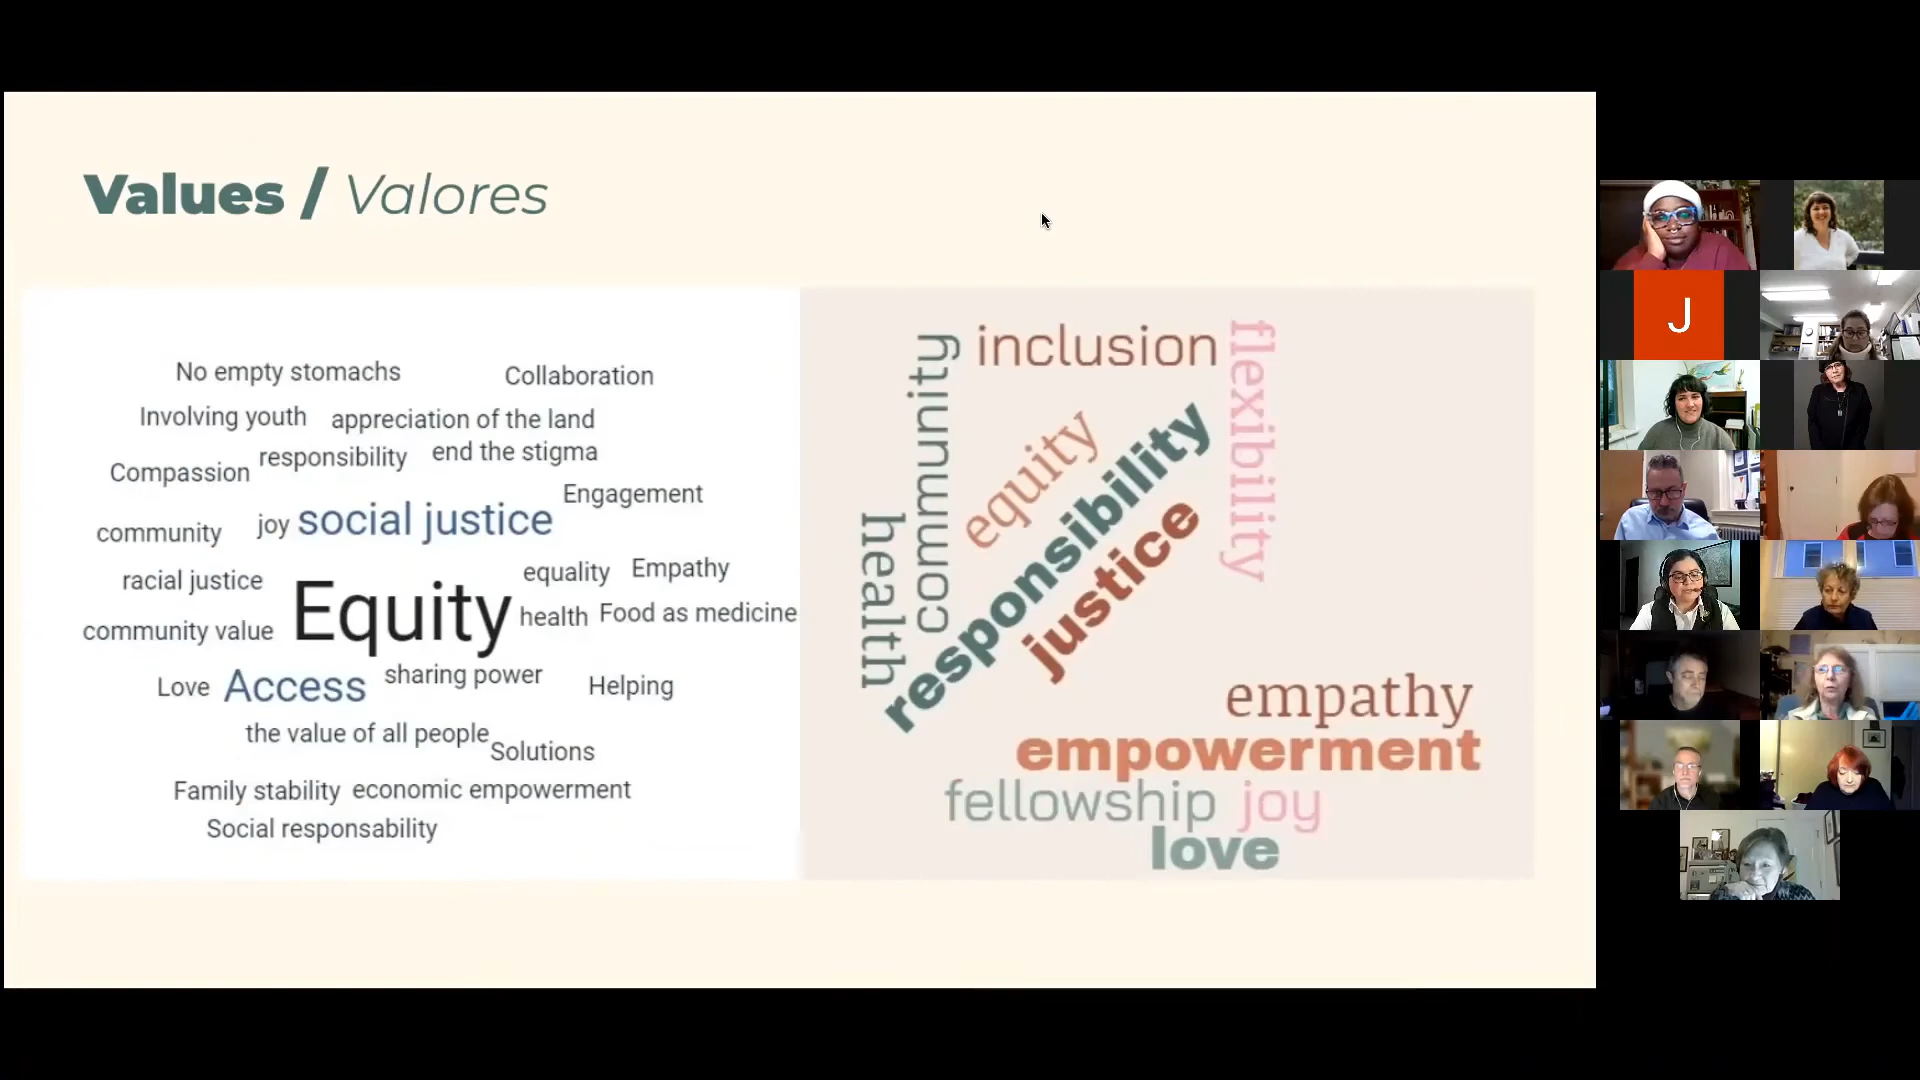 Values / Valores
No empty stomachs
Collaboration
Involving youth
appreciation of the land
responsibility
end the stigma
Compassion
Engagement
community
joy
social justice
racial justice
equality
Empathy
community value
Equity
health
Food as medicine
Love
Access
sharing power
Helping
the value of all people
Solutions
Family stability
economic empowerment
Social responsability
inclusion
community
flexibility
equity
responsibility
justice
health
empathy
empowerment
fellowship
joy
love
J